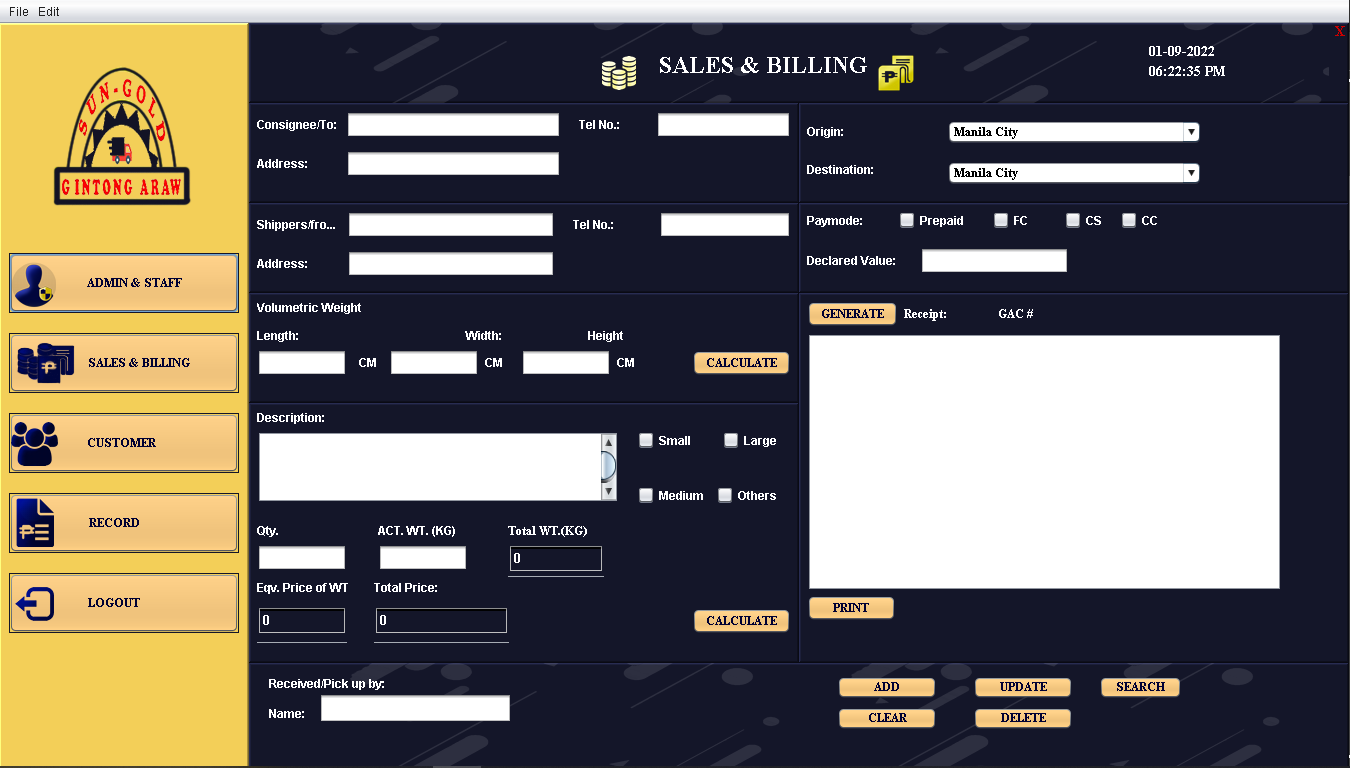 File Edit
X
SUN-GOLD
GINTONG ARAW
ADMIN & STAFF
SALES & BILLING
CUSTOMER
RECORD
LOGOUT
SALES & BILLING
01-09-2022
06:22:35 PM
Consignee/To: Tel No.:
Address:
Shippers/fro... Tel No.:
Address:
Volumetric Weight
Length: Width: Height
CM CM CM CALCULATE
Description:
Small Large
Medium Others
Qty. ACT. WT. (KG) Total WT.(KG)
0
Eqv. Price of WT Total Price:
0 0 CALCULATE
Origin: Manila City
Destination: Manila City
Paymode: Prepaid FC CS CC
Declared Value:
GENERATE Receipt: GAC #
PRINT
Received/Pick up by:
Name:
ADD UPDATE SEARCH
CLEAR DELETE